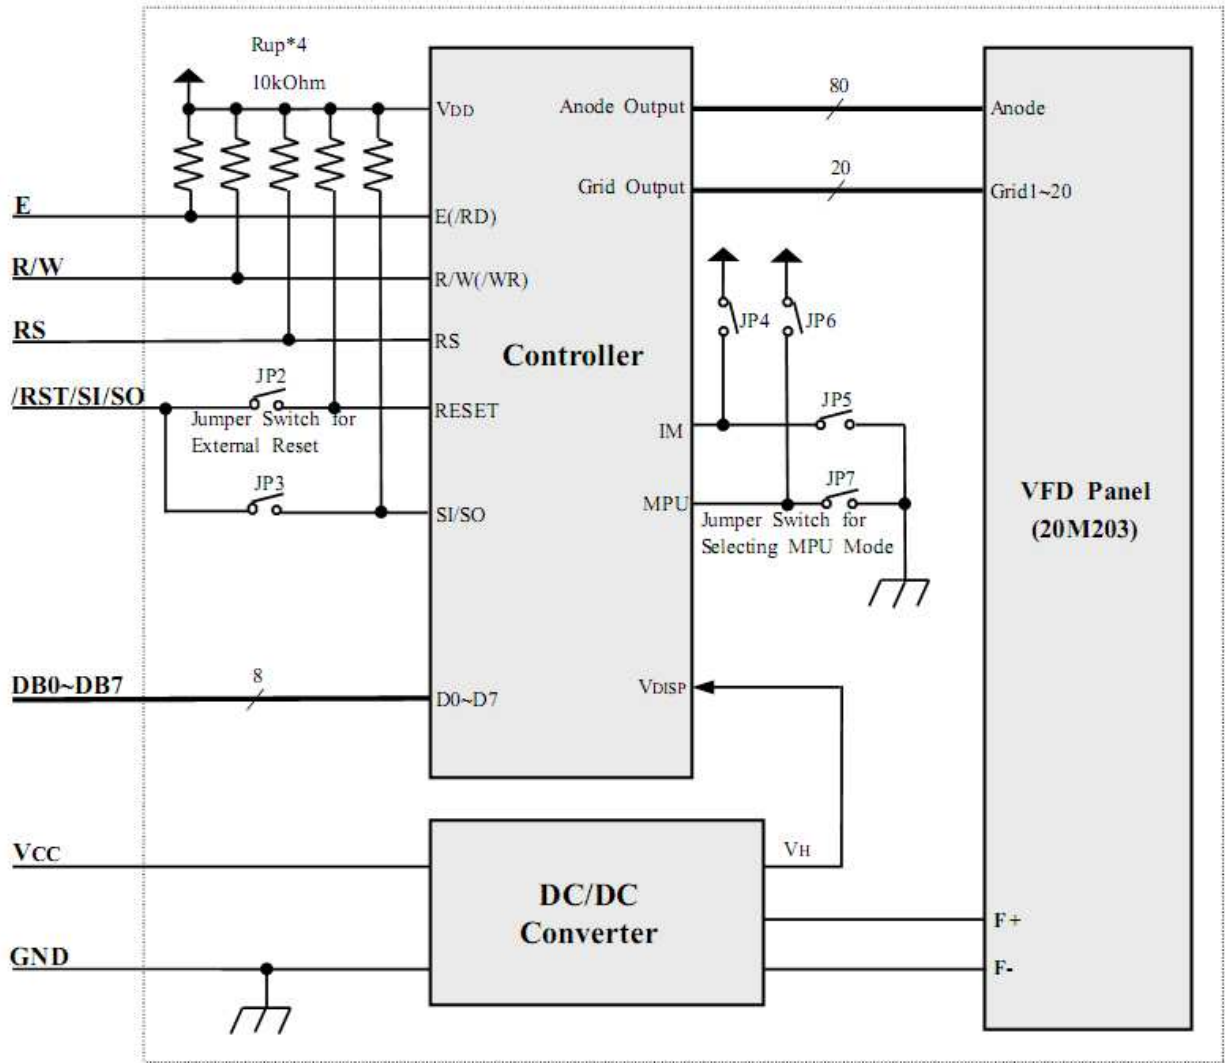 Rup*4
10kOhm
VDD
Anode Output
80
Anode
Grid Output
20
Grid1~20
E
E(/RD)
R/W
R/W(/WR)
RS
RS
Controller
JP4
JP6
/RST/SI/SO
JP2
RESET
Jumper Switch for
External Reset
JP5
IM
JP3
SI/SO
JP7
MPU
Jumper Switch for
Selecting MPU Mode
VFD Panel
(20M203)
DB0~DB7
8
D0~D7
VDISP
VCC
VH
DC/DC
Converter
F+
GND
F-